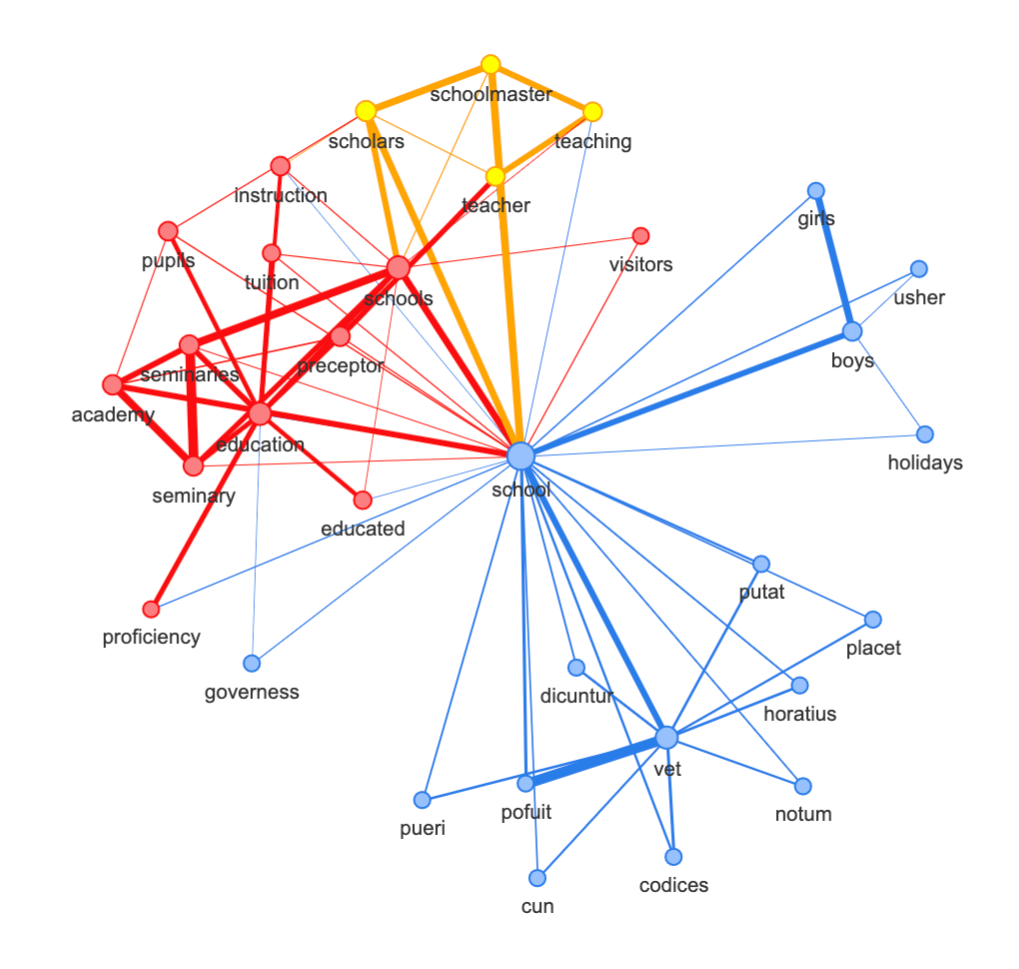 schoolmaster
scholars
teaching
instruction
teacher
girls
pupils
tuition
visitors
schools
usher
seminaries
preceptor
boys
academy
education
holidays
seminary
school
educated
putat
proficiency
placet
governess
dicuntur
horatius
vet
pofuit
notum
pueri
codices
cun